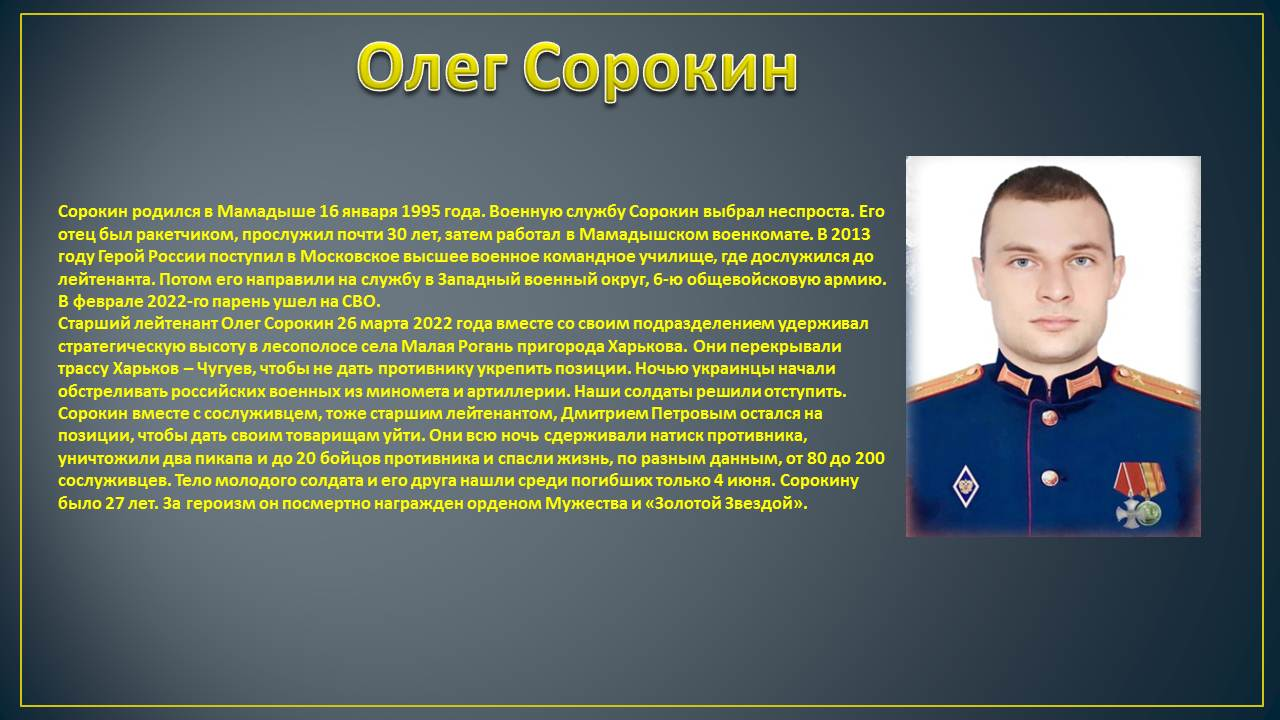 Олег Сорокин
Сорокин родился в Мамадыше 16 января 1995 года. Военную службу Сорокин выбрал неспроста. Его
отец был ракетчиком, прослужил почти 30 лет, затем работал в Мамадышском военкомате. В 2013
году Герой России поступил в Московское высшее военное командное училище, где дослужился до
лейтенанта. Потом его направили на службу в Западный военный округ, 6-ю общевойсковую армию.
В феврале 2022-го парень ушел на СВО.
Старший лейтенант Олег Сорокин 26 марта 2022 года вместе со своим подразделением удерживал
стратегическую высоту в лесополосе села Малая Рогань пригорода Харькова. Они перекрывали
трассу Харьков – Чугуев, чтобы не дать противнику укрепить позиции. Ночью украинцы начали
обстреливать российских военных из миномета и артиллерии. Наши солдаты решили отступить.
Сорокин вместе с сослуживцем, тоже старшим лейтенантом, Дмитрием Петровым остался на
позиции, чтобы дать своим товарищам уйти. Они всю ночь сдерживали натиск противника,
уничтожили два пикапа и до 20 бойцов противника и спасли жизнь, по разным данным, от 80 до 200
сослуживцев. Тело молодого солдата и его друга нашли среди погибших только 4 июня. Сорокину
было 27 лет. За героизм он посмертно награжден орденом Мужества и «Золотой Звездой».